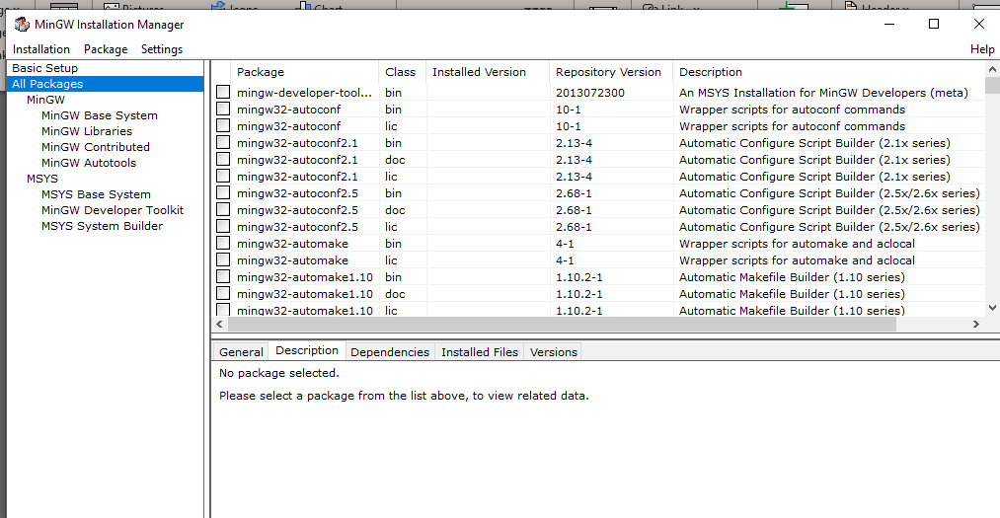 Pictures Icons Chart Link Header
MinGW Installation Manager
Installation Package Settings Help
Basic Setup
All Packages
MinGW
MinGW Base System
MinGW Libraries
MinGW Contributed
MinGW Autotools
MSYS
MSYS Base System
MinGW Developer Toolkit
MSYS System Builder
Package Class Installed Version Repository Version Description
mingw-developer-tool... bin 2013072300 An MSYS Installation for MinGW Developers (meta)
mingw32-autoconf bin 10-1 Wrapper scripts for autoconf commands
mingw32-autoconf lic 10-1 Wrapper scripts for autoconf commands
mingw32-autoconf2.1 bin 2.13-4 Automatic Configure Script Builder (2.1x series)
mingw32-autoconf2.1 doc 2.13-4 Automatic Configure Script Builder (2.1x series)
mingw32-autoconf2.1 lic 2.13-4 Automatic Configure Script Builder (2.1x series)
mingw32-autoconf2.5 bin 2.68-1 Automatic Configure Script Builder (2.5x/2.6x series)
mingw32-autoconf2.5 doc 2.68-1 Automatic Configure Script Builder (2.5x/2.6x series)
mingw32-autoconf2.5 lic 2.68-1 Automatic Configure Script Builder (2.5x/2.6x series)
mingw32-automake bin 4-1 Wrapper scripts for automake and aclocal
mingw32-automake lic 4-1 Wrapper scripts for automake and aclocal
mingw32-automake1.10 bin 1.10.2-1 Automatic Makefile Builder (1.10 series)
mingw32-automake1.10 doc 1.10.2-1 Automatic Makefile Builder (1.10 series)
mingw32-automake1.10 lic 1.10.2-1 Automatic Makefile Builder (1.10 series)
General Description Dependencies Installed Files Versions
No package selected.
Please select a package from the list above, to view related data.